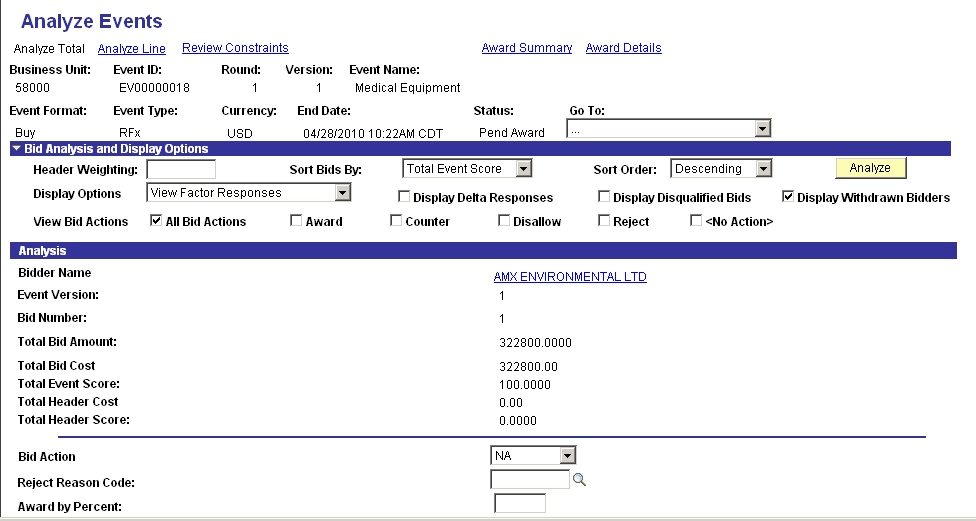 Analyze Events
Analyze Total Analyze Line Review Constraints Award Summary Award Details
Business Unit: Event ID: Round: Version: Event Name:
58000 EV00000018 1 1 Medical Equipment
Event Format: Event Type: Currency: End Date: Status: Go To:
Buy RFx USD 04/28/2010 10:22AM CDT Pend Award ...
Bid Analysis and Display Options
Header Weighting: Sort Bids By: Total Event Score Sort Order: Descending Analyze
Display Options View Factor Responses Display Delta Responses Display Disqualified Bids Display Withdrawn Bidders
View Bid Actions All Bid Actions Award Counter Disallow Reject <No Action>
Analysis
Bidder Name AMX ENVIRONMENTAL LTD
Event Version: 1
Bid Number: 1
Total Bid Amount: 322800.0000
Total Bid Cost 322800.00
Total Event Score: 100.0000
Total Header Cost 0.00
Total Header Score: 0.0000
Bid Action NA
Reject Reason Code:
Award by Percent: